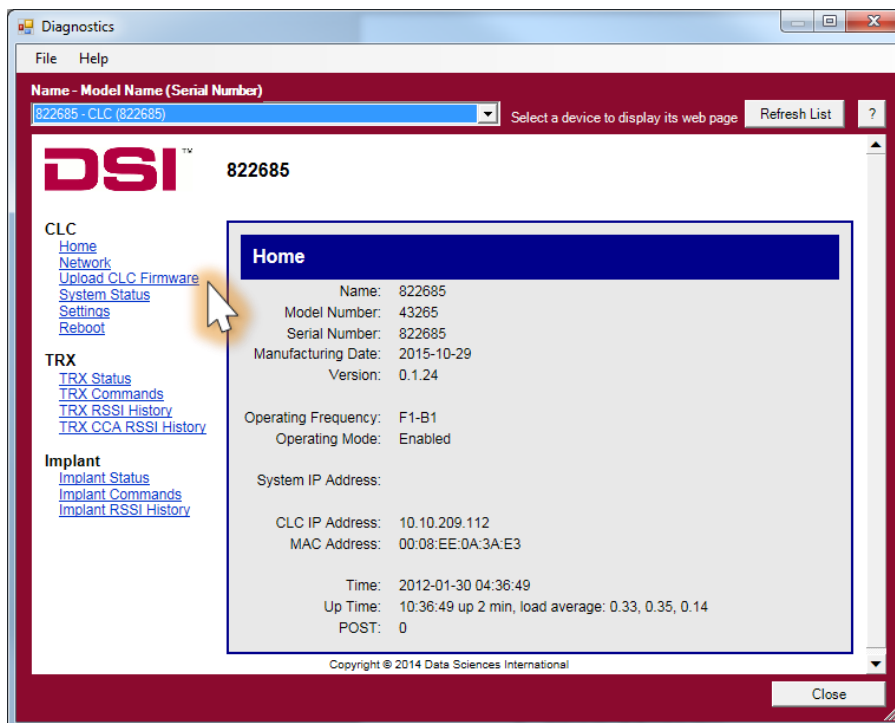 Diagnostics
File Help
Name - Model Name (Serial Number)
822685 - CLC (822685)
Select a device to display its web page
Refresh List
?
DSI™
822685
CLC
Home
Network
Upload CLC Firmware
System Status
Settings
Reboot
TRX
TRX Status
TRX Commands
TRX RSSI History
TRX CCA RSSI History
Implant
Implant Status
Implant Commands
Implant RSSI History
Home
Name: 822685
Model Number: 43265
Serial Number: 822685
Manufacturing Date: 2015-10-29
Version: 0.1.24
Operating Frequency: F1-B1
Operating Mode: Enabled
System IP Address:
CLC IP Address: 10.10.209.112
MAC Address: 00:08:EE:0A:3A:E3
Time: 2012-01-30 04:36:49
Up Time: 10:36:49 up 2 min, load average: 0.33, 0.35, 0.14
POST: 0
Copyright © 2014 Data Sciences International
Close